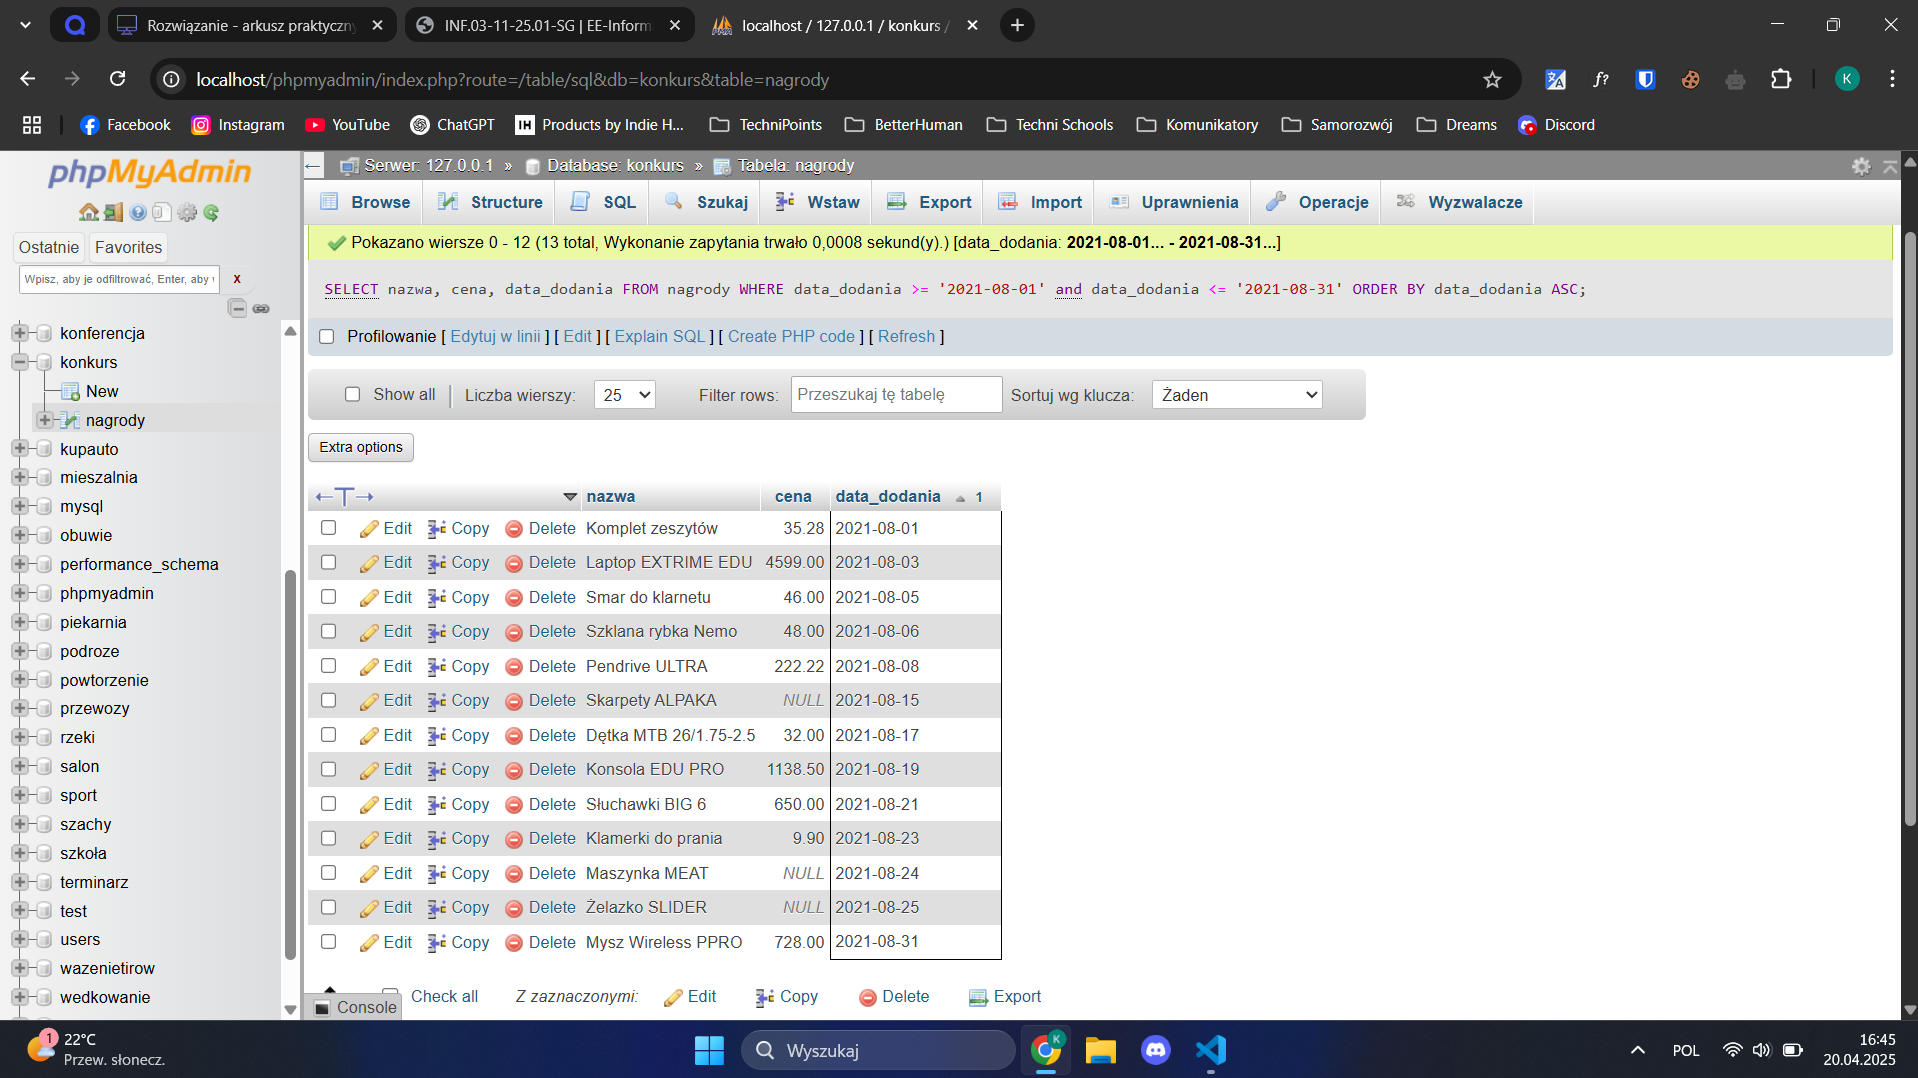 Rozwiązanie - arkusz praktyczny
INF.03-11-25.01-SG | EE-Inform
localhost / 127.0.0.1 / konkurs /
localhost/phpmyadmin/index.php?route=/table/sql&db=konkurs&table=nagrody
f?
K
Facebook
Instagram
YouTube
ChatGPT
IH Products by Indie H...
TechniPoints
BetterHuman
Techni Schools
Komunikatory
Samorozwój
Dreams
Discord
phpMyAdmin
Ostatnie Favorites
Wpisz, aby je odfiltrować, Enter, aby w X
konferencja
konkurs
New
nagrody
kupauto
mieszalnia
mysql
obuwie
performance_schema
phpmyadmin
piekarnia
podroze
powtorzenie
przewozy
rzeki
salon
sport
szachy
szkoła
terminarz
test
users
wazenietirow
wedkowanie
Serwer: 127.0.0.1 » Database: konkurs » Tabela: nagrody
Browse Structure SQL Szukaj Wstaw Export Import Uprawnienia Operacje Wyzwalacze
Pokazano wiersze 0 - 12 (13 total, Wykonanie zapytania trwało 0,0008 sekund(y).) [data_dodania: 2021-08-01... - 2021-08-31...]
SELECT nazwa, cena, data_dodania FROM nagrody WHERE data_dodania >= '2021-08-01' and data_dodania <= '2021-08-31' ORDER BY data_dodania ASC;
Profilowanie [ Edytuj w linii ] [ Edit ] [ Explain SQL ] [ Create PHP code ] [ Refresh ]
Show all Liczba wierszy: 25 Filter rows: Przeszukaj tę tabelę Sortuj wg klucza: Żaden
Extra options
nazwa cena data_dodania 1
Edit Copy Delete Komplet zeszytów 35.28 2021-08-01
Edit Copy Delete Laptop EXTRIME EDU 4599.00 2021-08-03
Edit Copy Delete Smar do klarnetu 46.00 2021-08-05
Edit Copy Delete Szklana rybka Nemo 48.00 2021-08-06
Edit Copy Delete Pendrive ULTRA 222.22 2021-08-08
Edit Copy Delete Skarpety ALPAKA NULL 2021-08-15
Edit Copy Delete Dętka MTB 26/1.75-2.5 32.00 2021-08-17
Edit Copy Delete Konsola EDU PRO 1138.50 2021-08-19
Edit Copy Delete Słuchawki BIG 6 650.00 2021-08-21
Edit Copy Delete Klamerki do prania 9.90 2021-08-23
Edit Copy Delete Maszynka MEAT NULL 2021-08-24
Edit Copy Delete Żelazko SLIDER NULL 2021-08-25
Edit Copy Delete Mysz Wireless PPRO 728.00 2021-08-31
Check all Z zaznaczonymi: Edit Copy Delete Export
Console
1
22°C
Przew. słonecz.
Wyszukaj
K
POL
16:45
20.04.2025